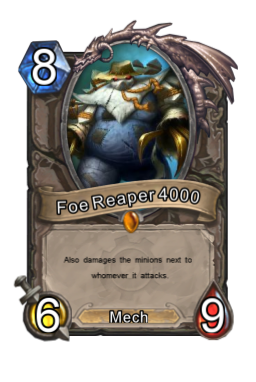 8
Foe Reaper 4000
Also damages the minions next to
whomever it attacks.
6
Mech
9